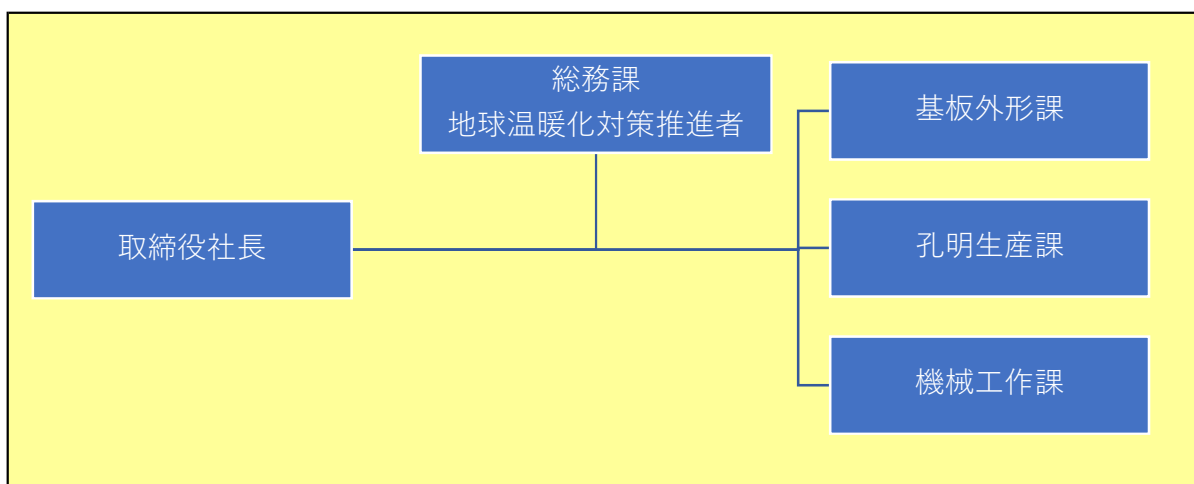 総務課
地球温暖化対策推進者
取締役社長
基板外形課
孔明生産課
機械工作課